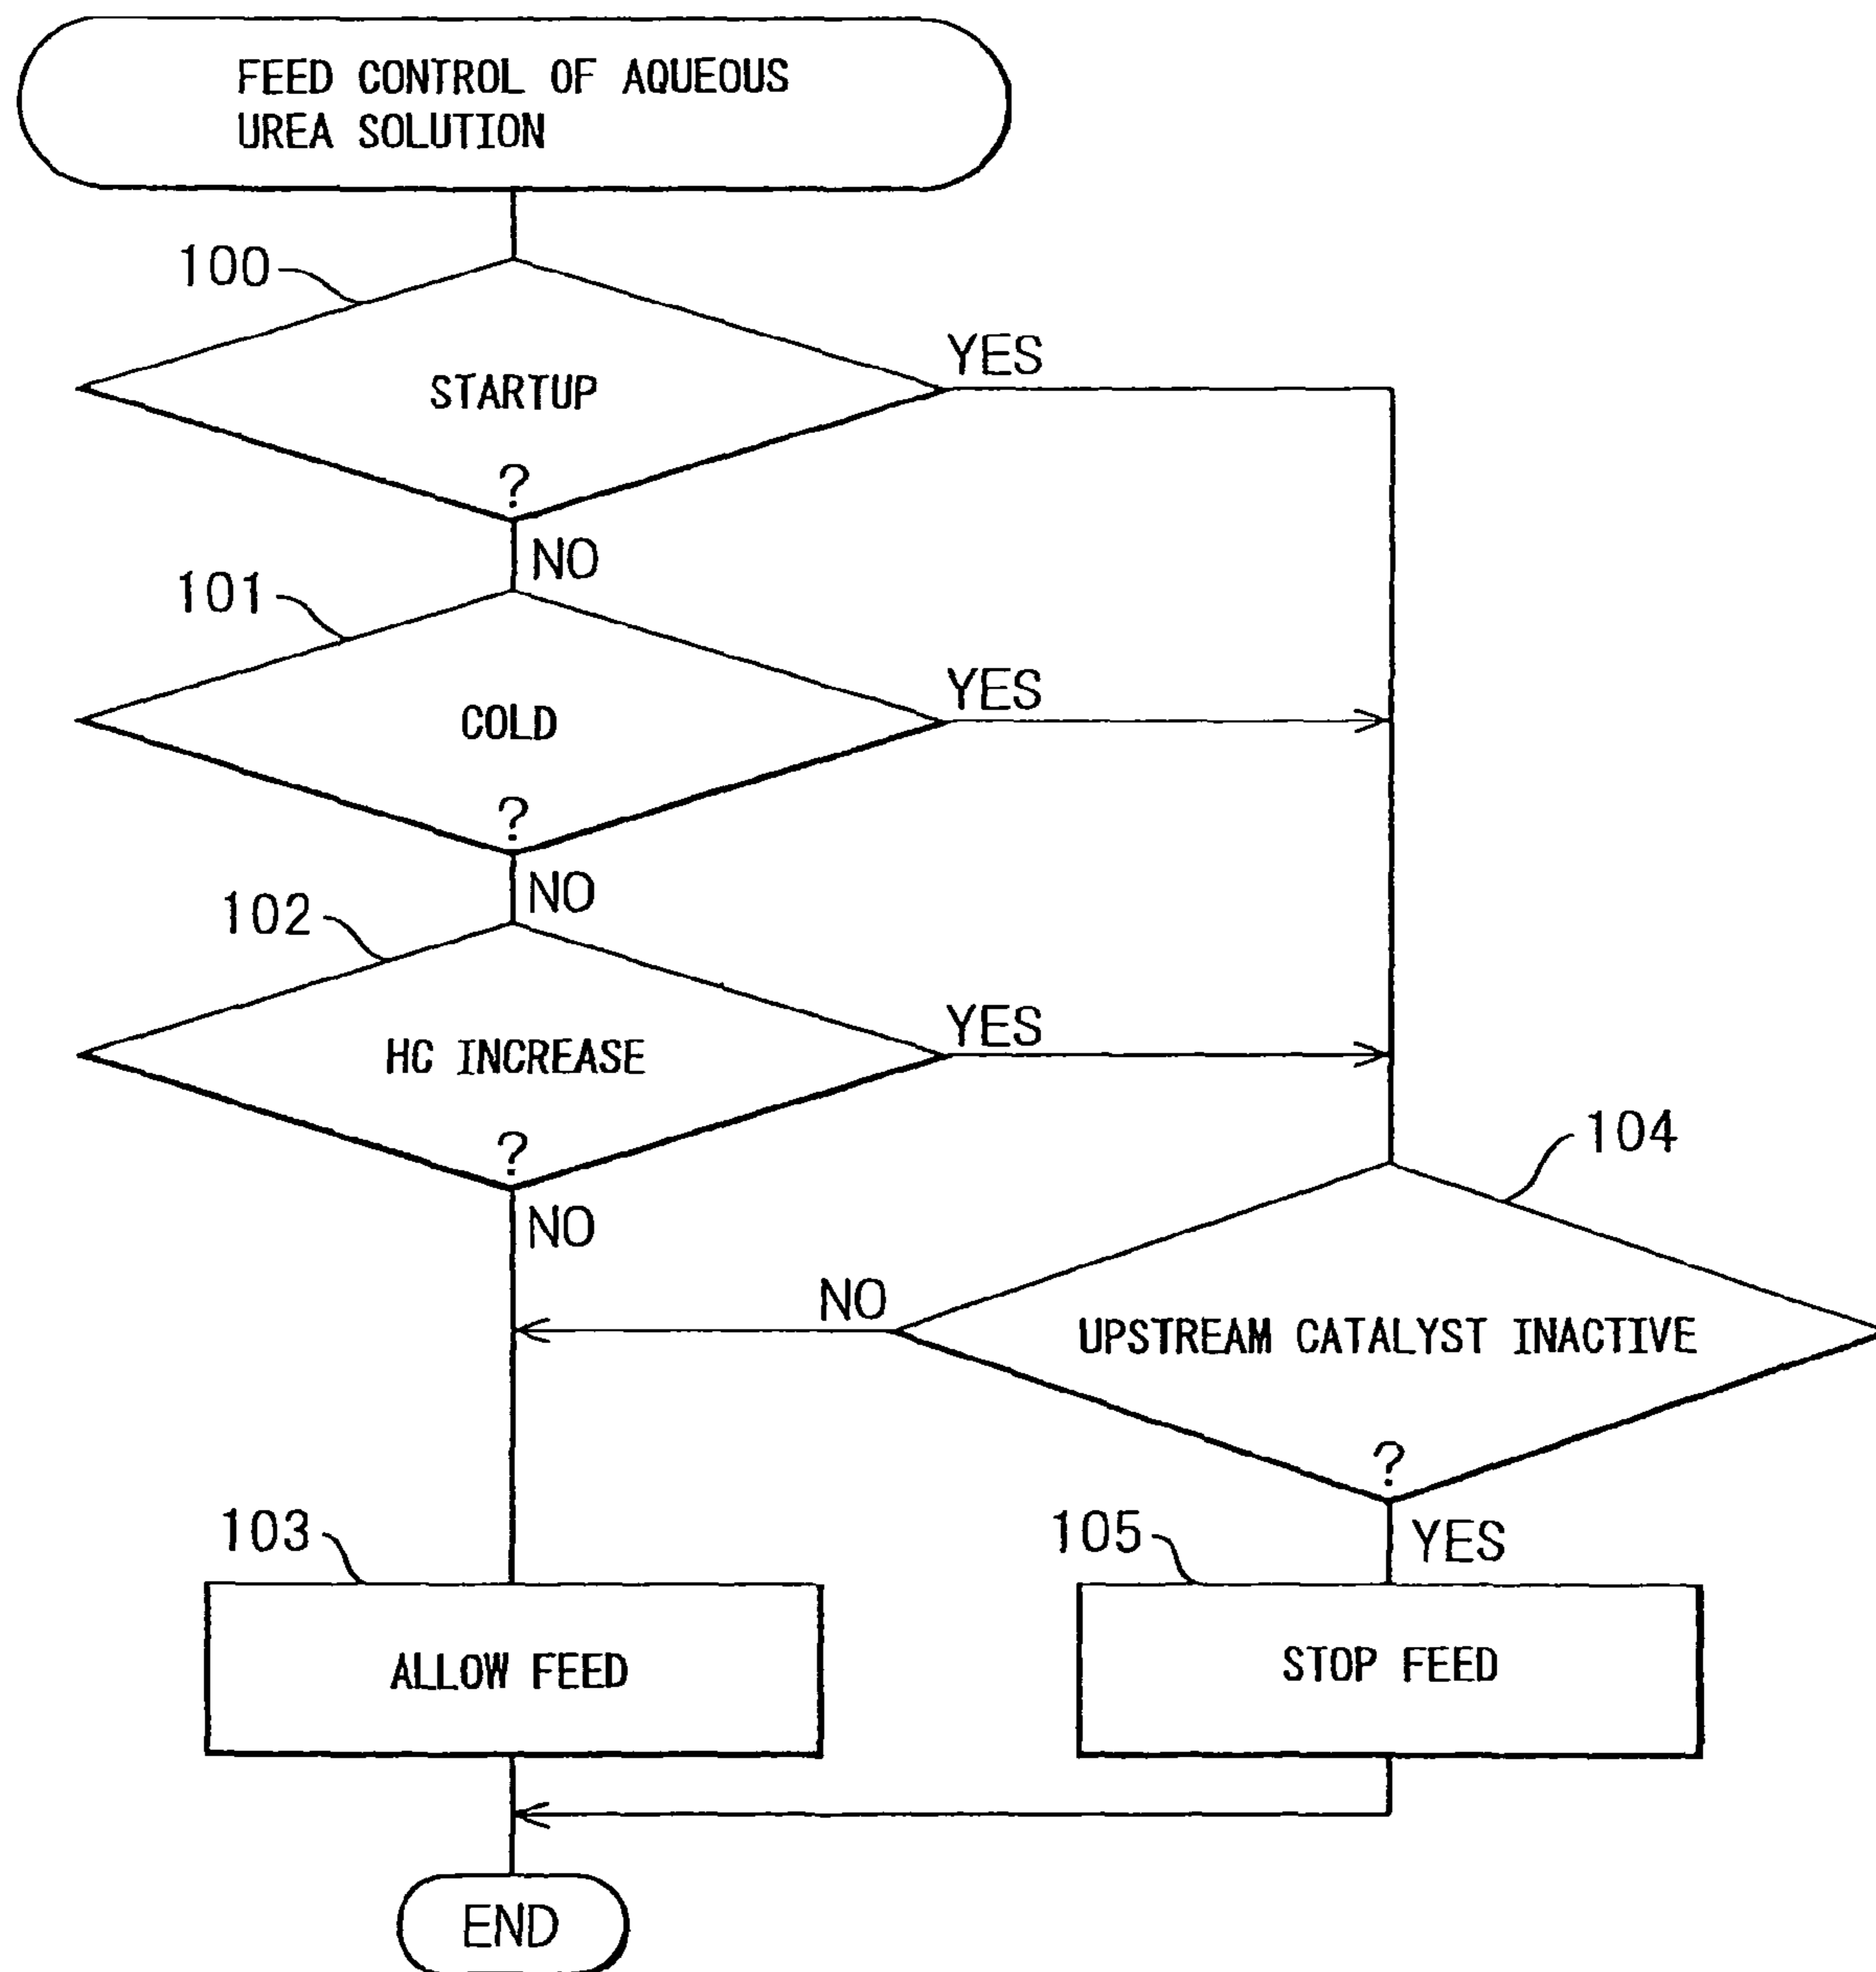 FEED CONTROL OF AQUEOUS
UREA SOLUTION
100
STARTUP
?
YES
NO
101
COLD
?
YES
NO
102
HC INCREASE
?
YES
NO
104
UPSTREAM CATALYST INACTIVE
?
NO
YES
103
ALLOW FEED
105
STOP FEED
END